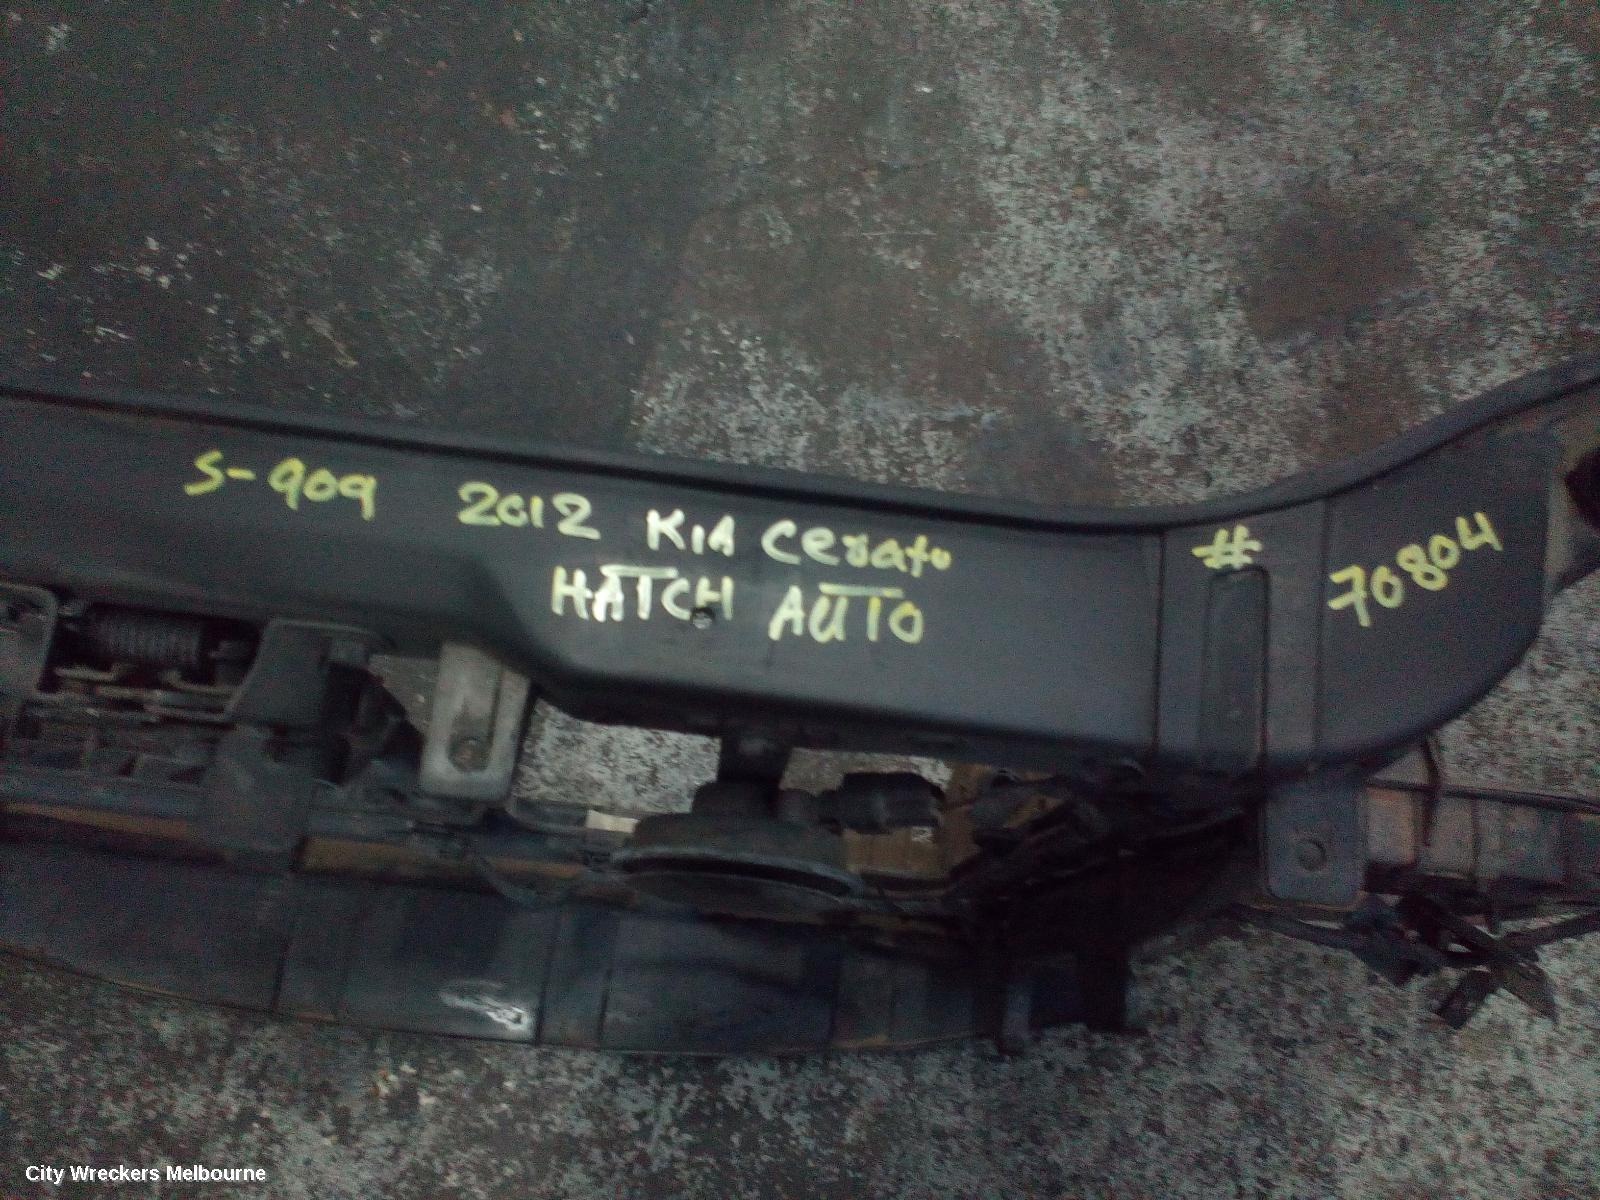 S-909 2012 KIA Cerato # 70804
HATCH AUTO
City Wreckers Melbourne